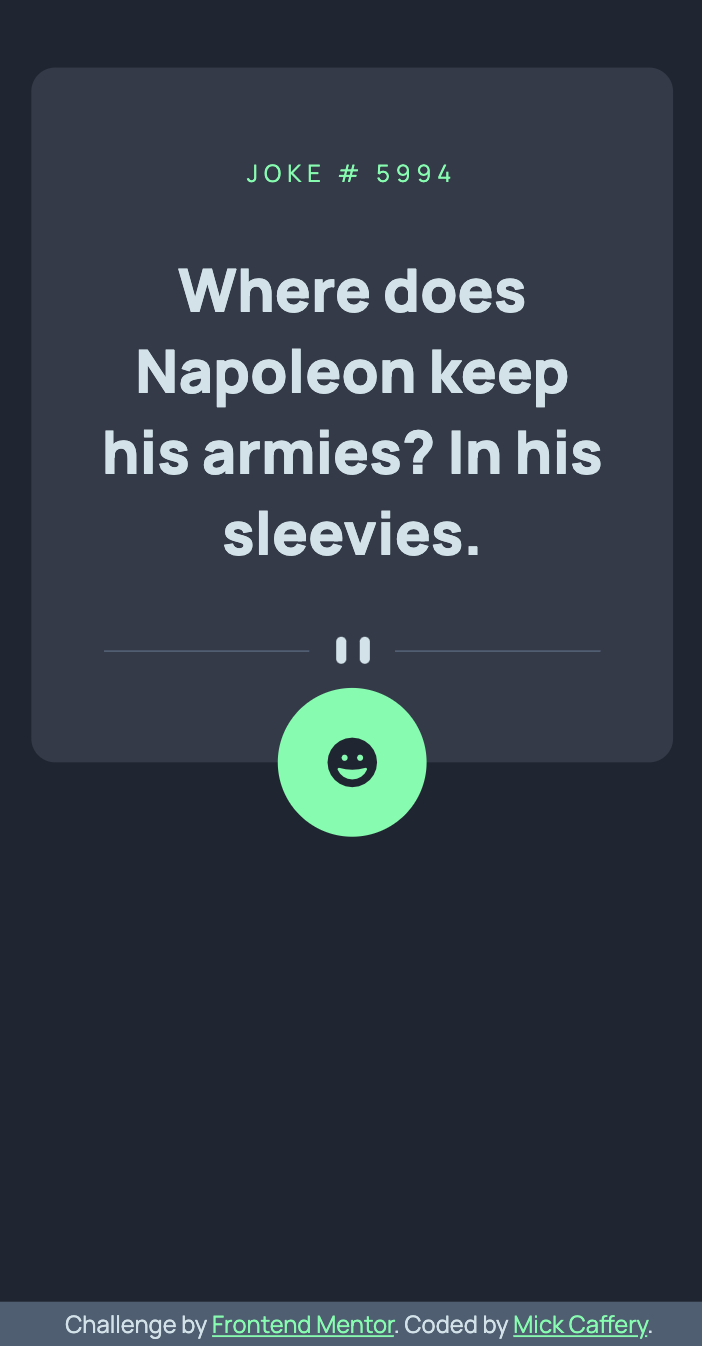 JOKE # 5994
Where does
Napoleon keep
his armies? In his
sleevies.
Challenge by Frontend Mentor. Coded by Mick Caffery.